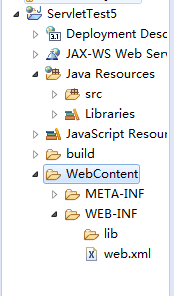 ServletTest5
Deployment Desc
JAX-WS Web Serv
Java Resources
src
Libraries
JavaScript Resour
build
WebContent
META-INF
WEB-INF
lib
web.xml